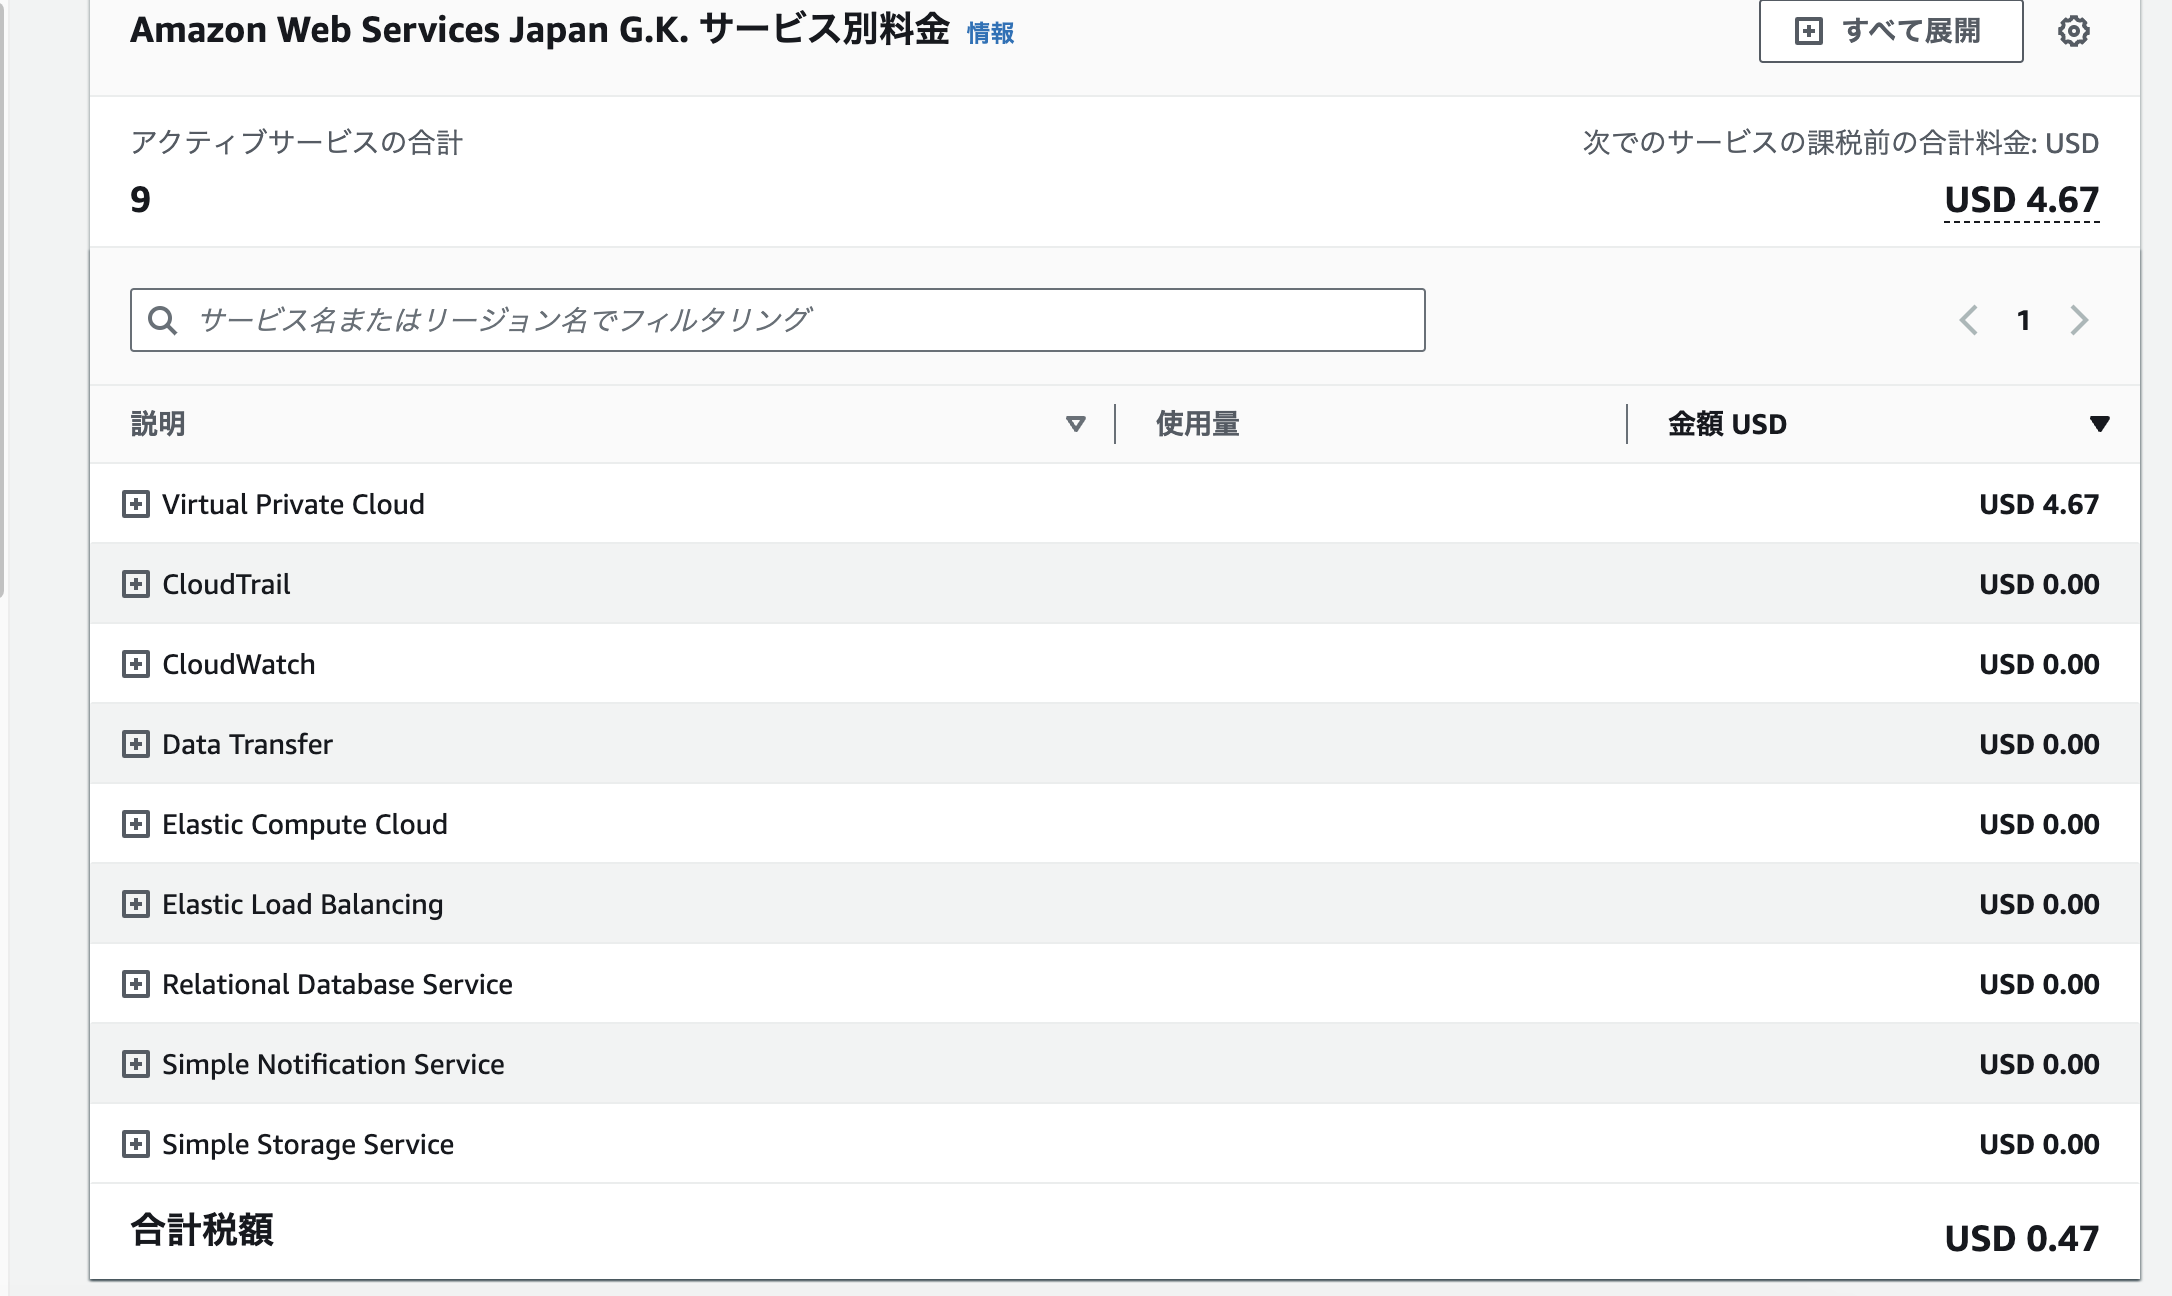 Amazon Web Services Japan G.K. サービス別料金 情報
すべて展開
アクティブサービスの合計
次でのサービスの課税前の合計料金: USD
9
USD 4.67
サービス名またはリージョン名でフィルタリング
1
説明 使用量 金額 USD
Virtual Private Cloud USD 4.67
CloudTrail USD 0.00
CloudWatch USD 0.00
Data Transfer USD 0.00
Elastic Compute Cloud USD 0.00
Elastic Load Balancing USD 0.00
Relational Database Service USD 0.00
Simple Notification Service USD 0.00
Simple Storage Service USD 0.00
合計税額 USD 0.47